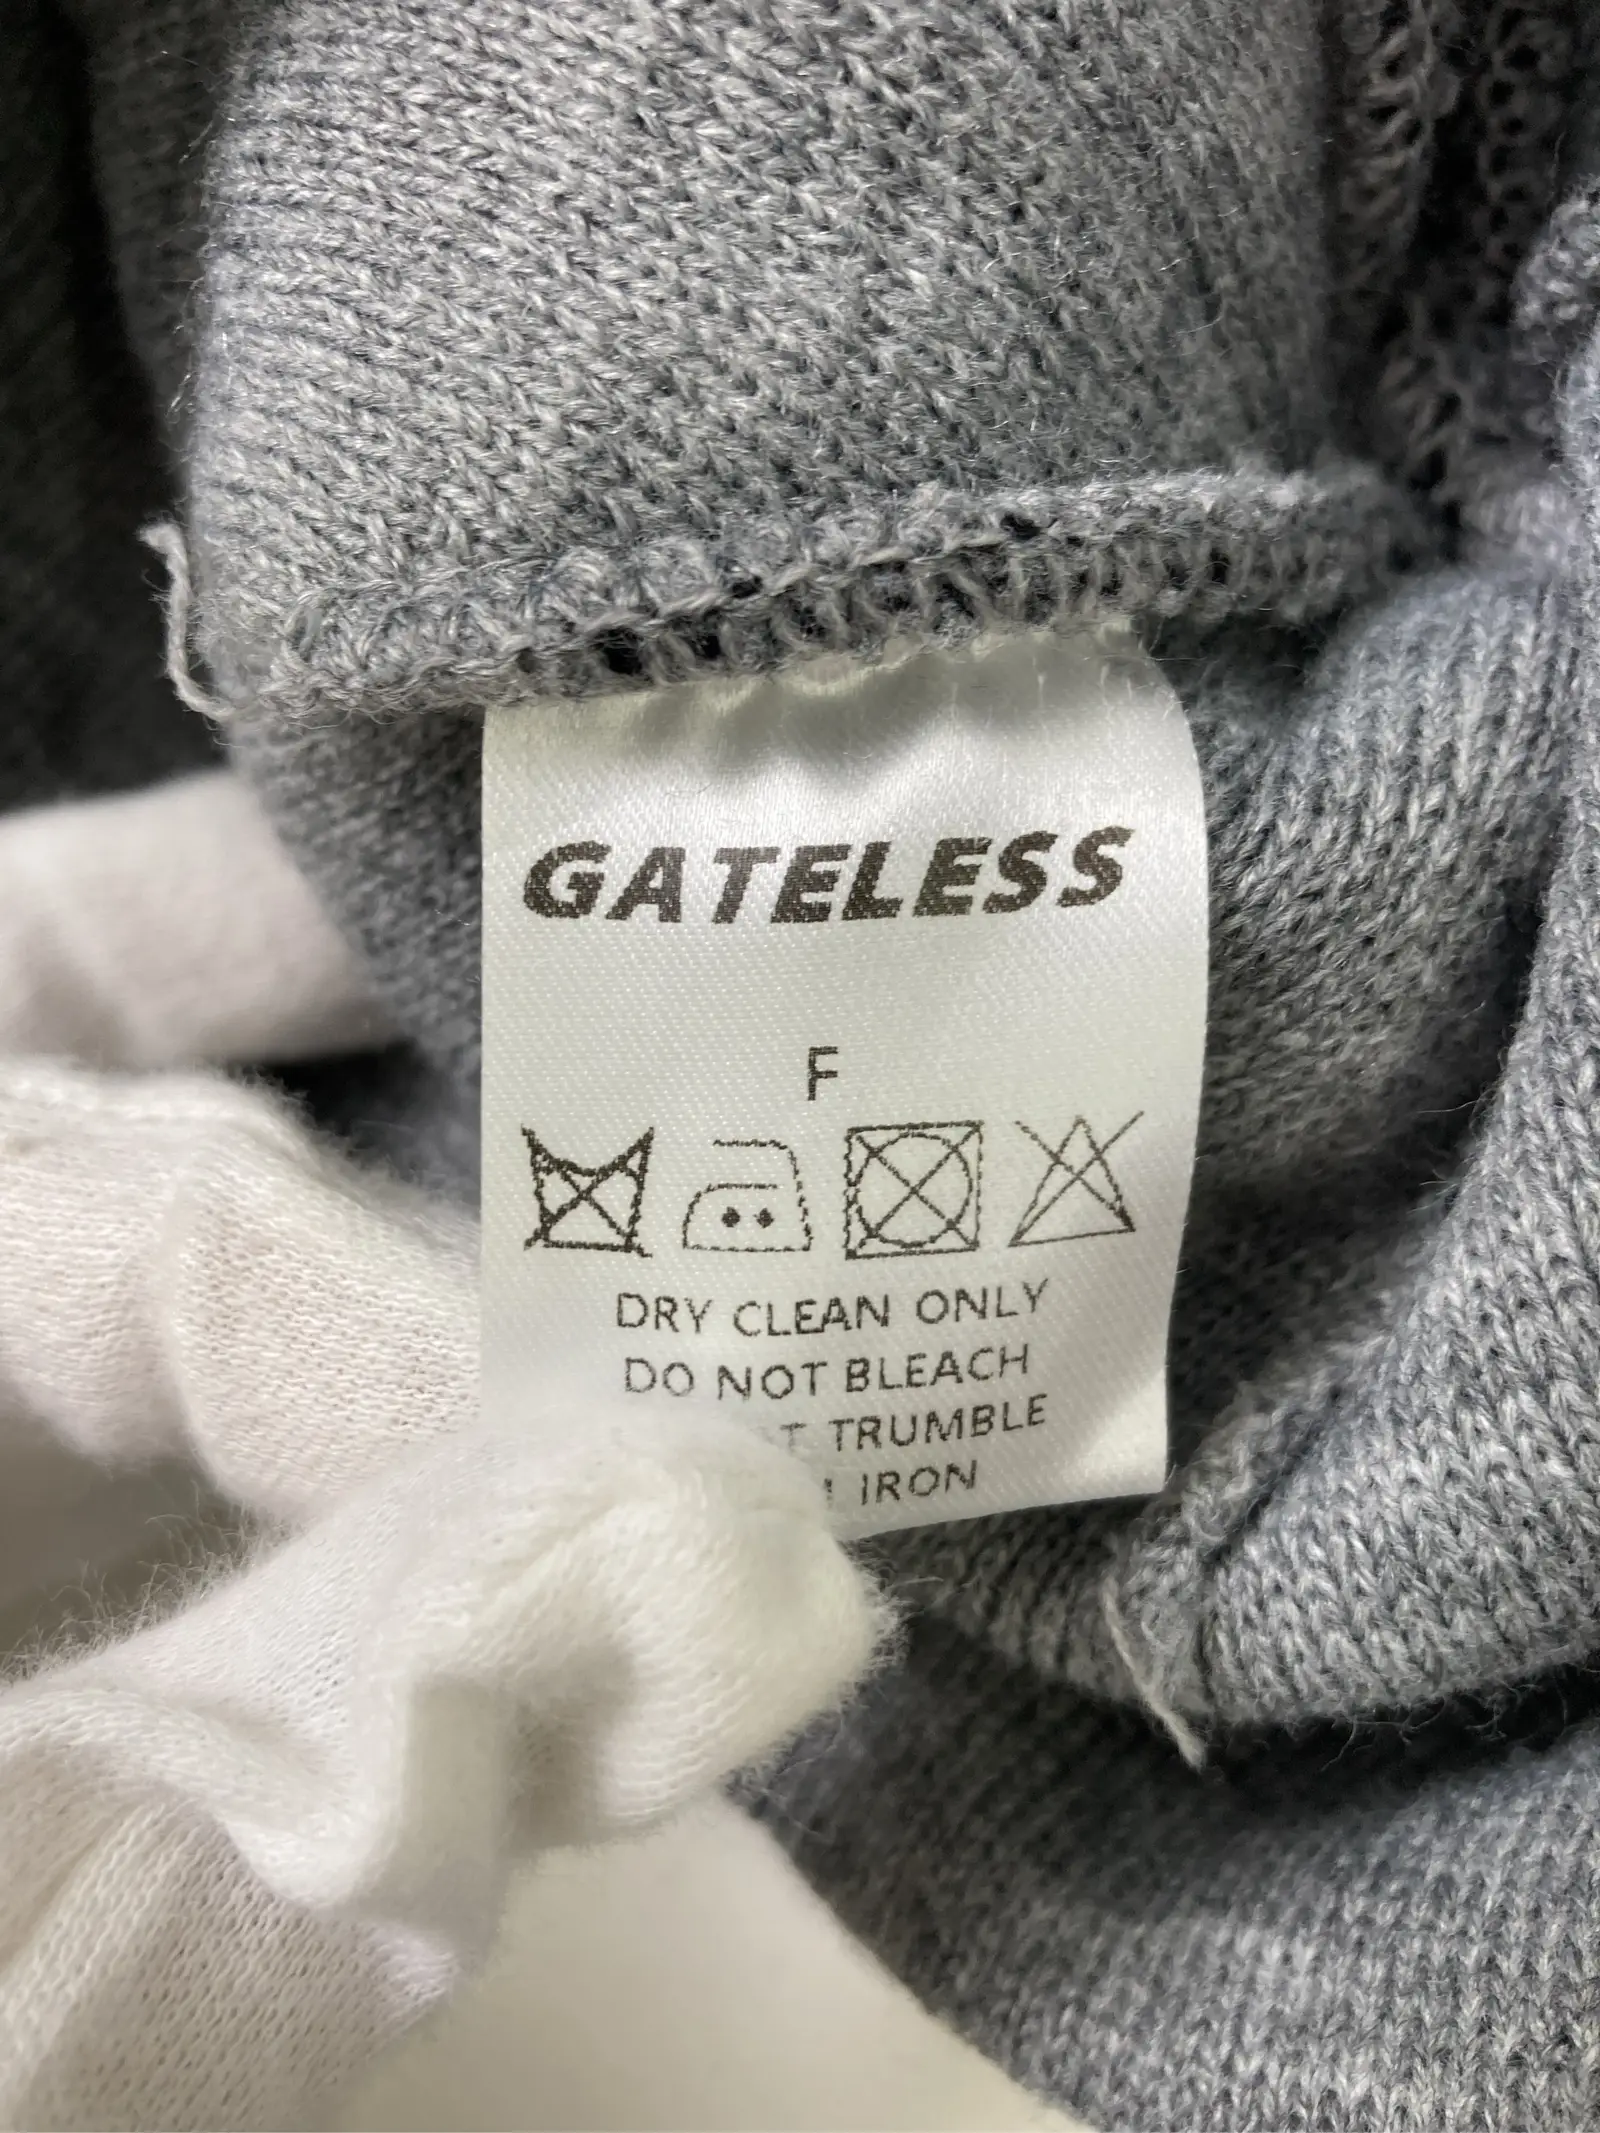 GATELESS
F
DRY CLEAN ONLY
DO NOT BLEACH
TRUMBLE
IRON